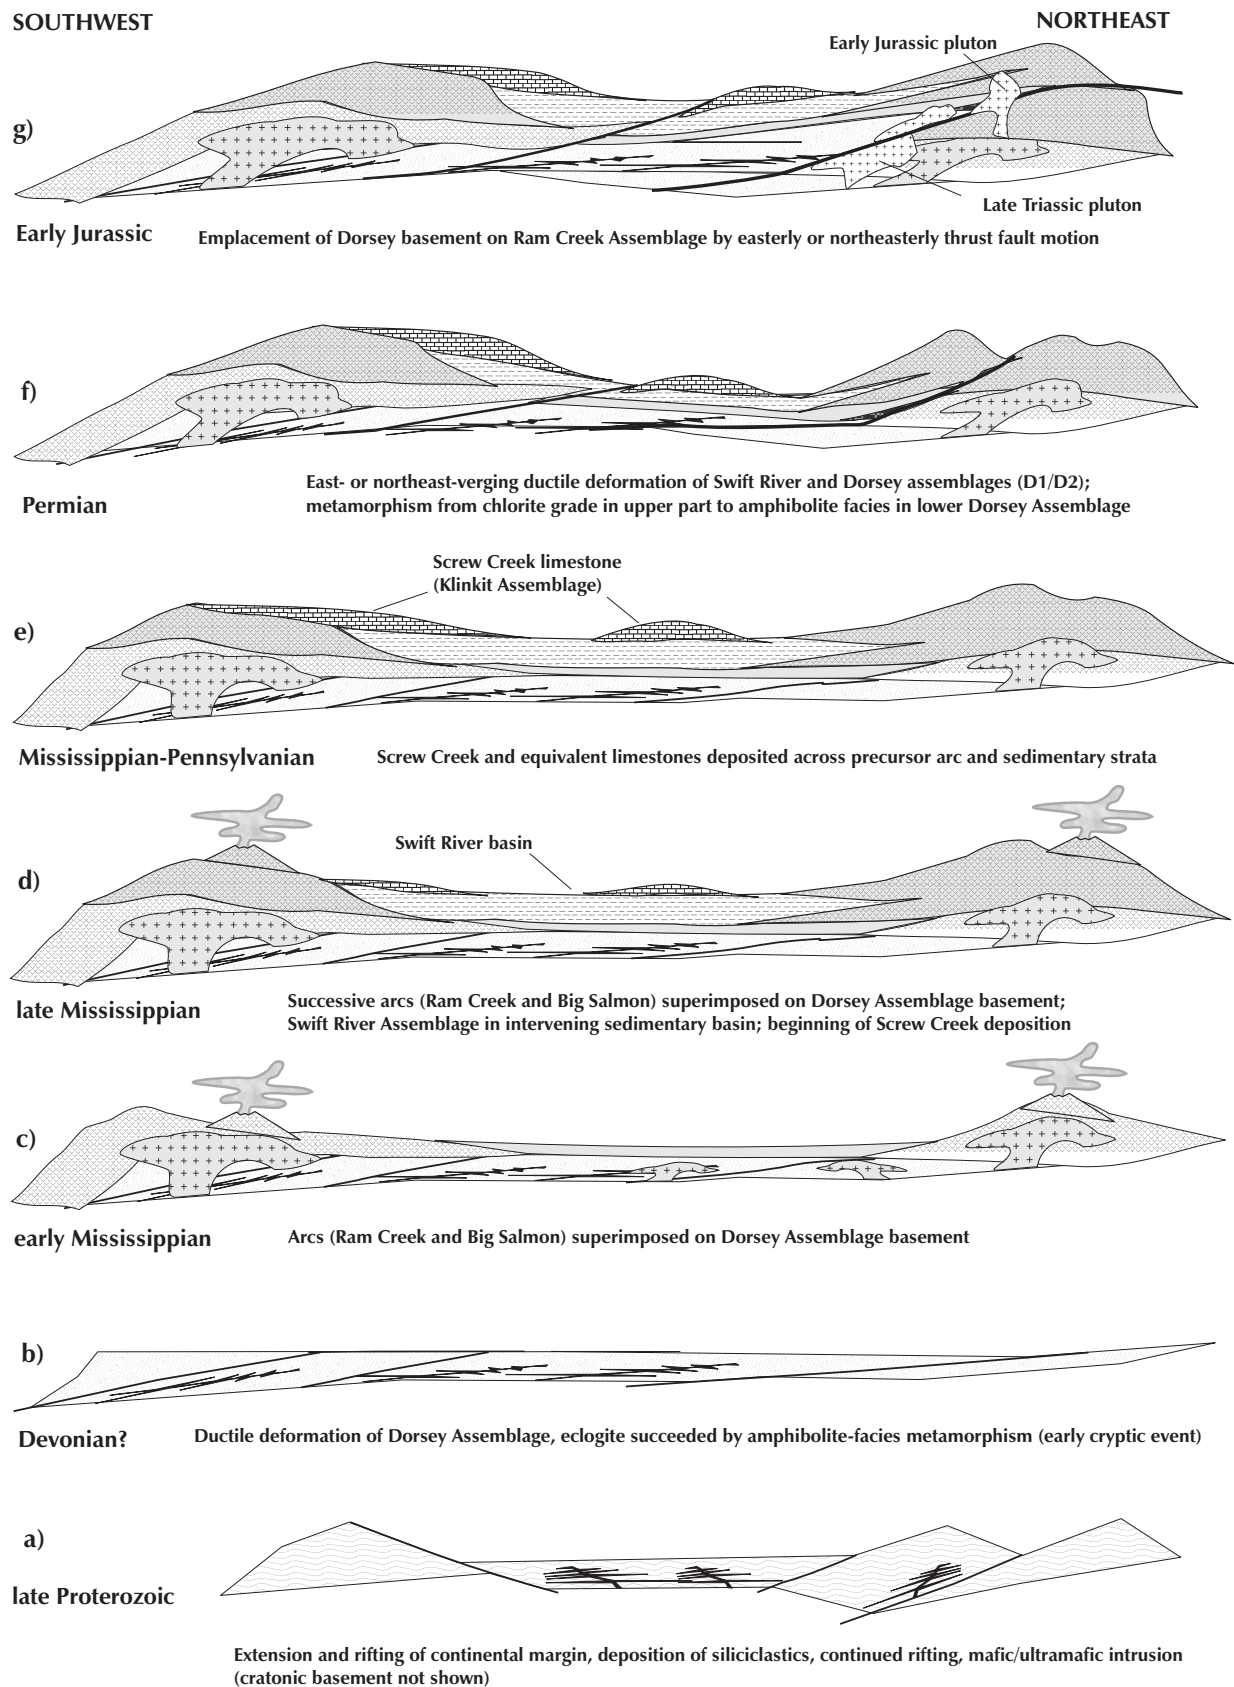 SOUTHWEST
NORTHEAST
Early Jurassic pluton
g)
Late Triassic pluton
Early Jurassic
Emplacement of Dorsey basement on Ram Creek Assemblage by easterly or northeasterly thrust fault motion
f)
Permian
East- or northeast-verging ductile deformation of Swift River and Dorsey assemblages (D1/D2);
metamorphism from chlorite grade in upper part to amphibolite facies in lower Dorsey Assemblage
Screw Creek limestone
(Klinkit Assemblage)
e)
Mississippian-Pennsylvanian
Screw Creek and equivalent limestones deposited across precursor arc and sedimentary strata
Swift River basin
d)
late Mississippian
Successive arcs (Ram Creek and Big Salmon) superimposed on Dorsey Assemblage basement;
Swift River Assemblage in intervening sedimentary basin; beginning of Screw Creek deposition
c)
early Mississippian
Arcs (Ram Creek and Big Salmon) superimposed on Dorsey Assemblage basement
b)
Devonian?
Ductile deformation of Dorsey Assemblage, eclogite succeeded by amphibolite-facies metamorphism (early cryptic event)
a)
late Proterozoic
Extension and rifting of continental margin, deposition of siliciclastics, continued rifting, mafic/ultramafic intrusion
(cratonic basement not shown)